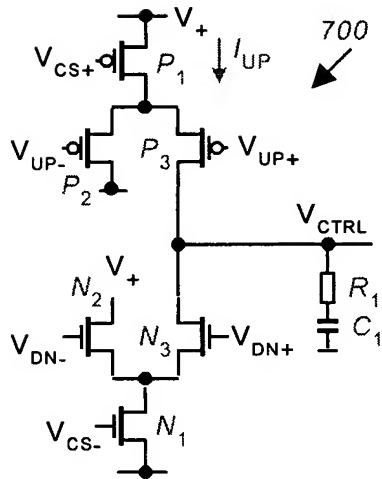 V+
700
VCS+
P1
IUP
VUP-
P2
P3
VUP+
VCTRL
V+
N2
R1
VDN-
N3
VDN+
C1
VCS-
N1